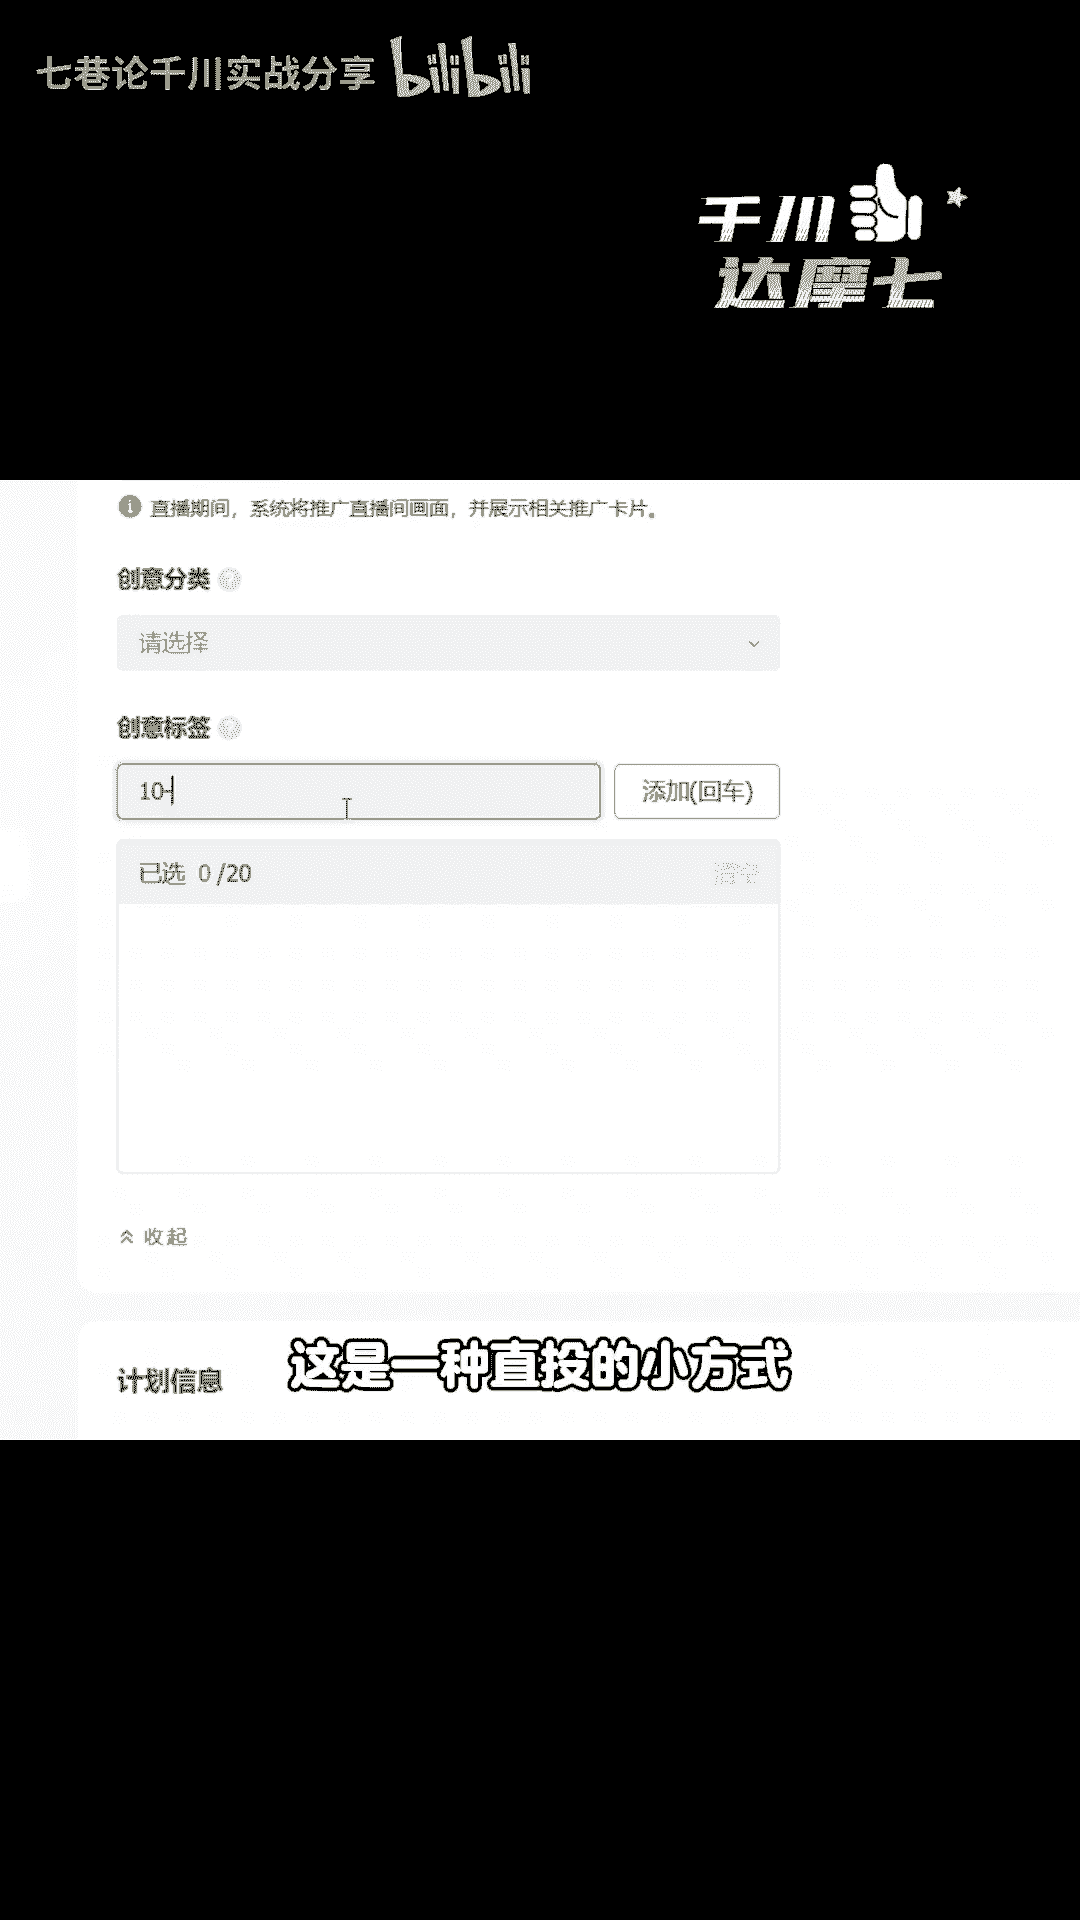 七巷论千川实战分享 bilibili
千川
达摩七
直播期间，系统将推广直播间画面，并展示相关推广卡片。
创意分类
请选择
创意标签
10-
添加(回车)
已选 0 /20
清空
收起
计划信息
这是一种直投的小方式